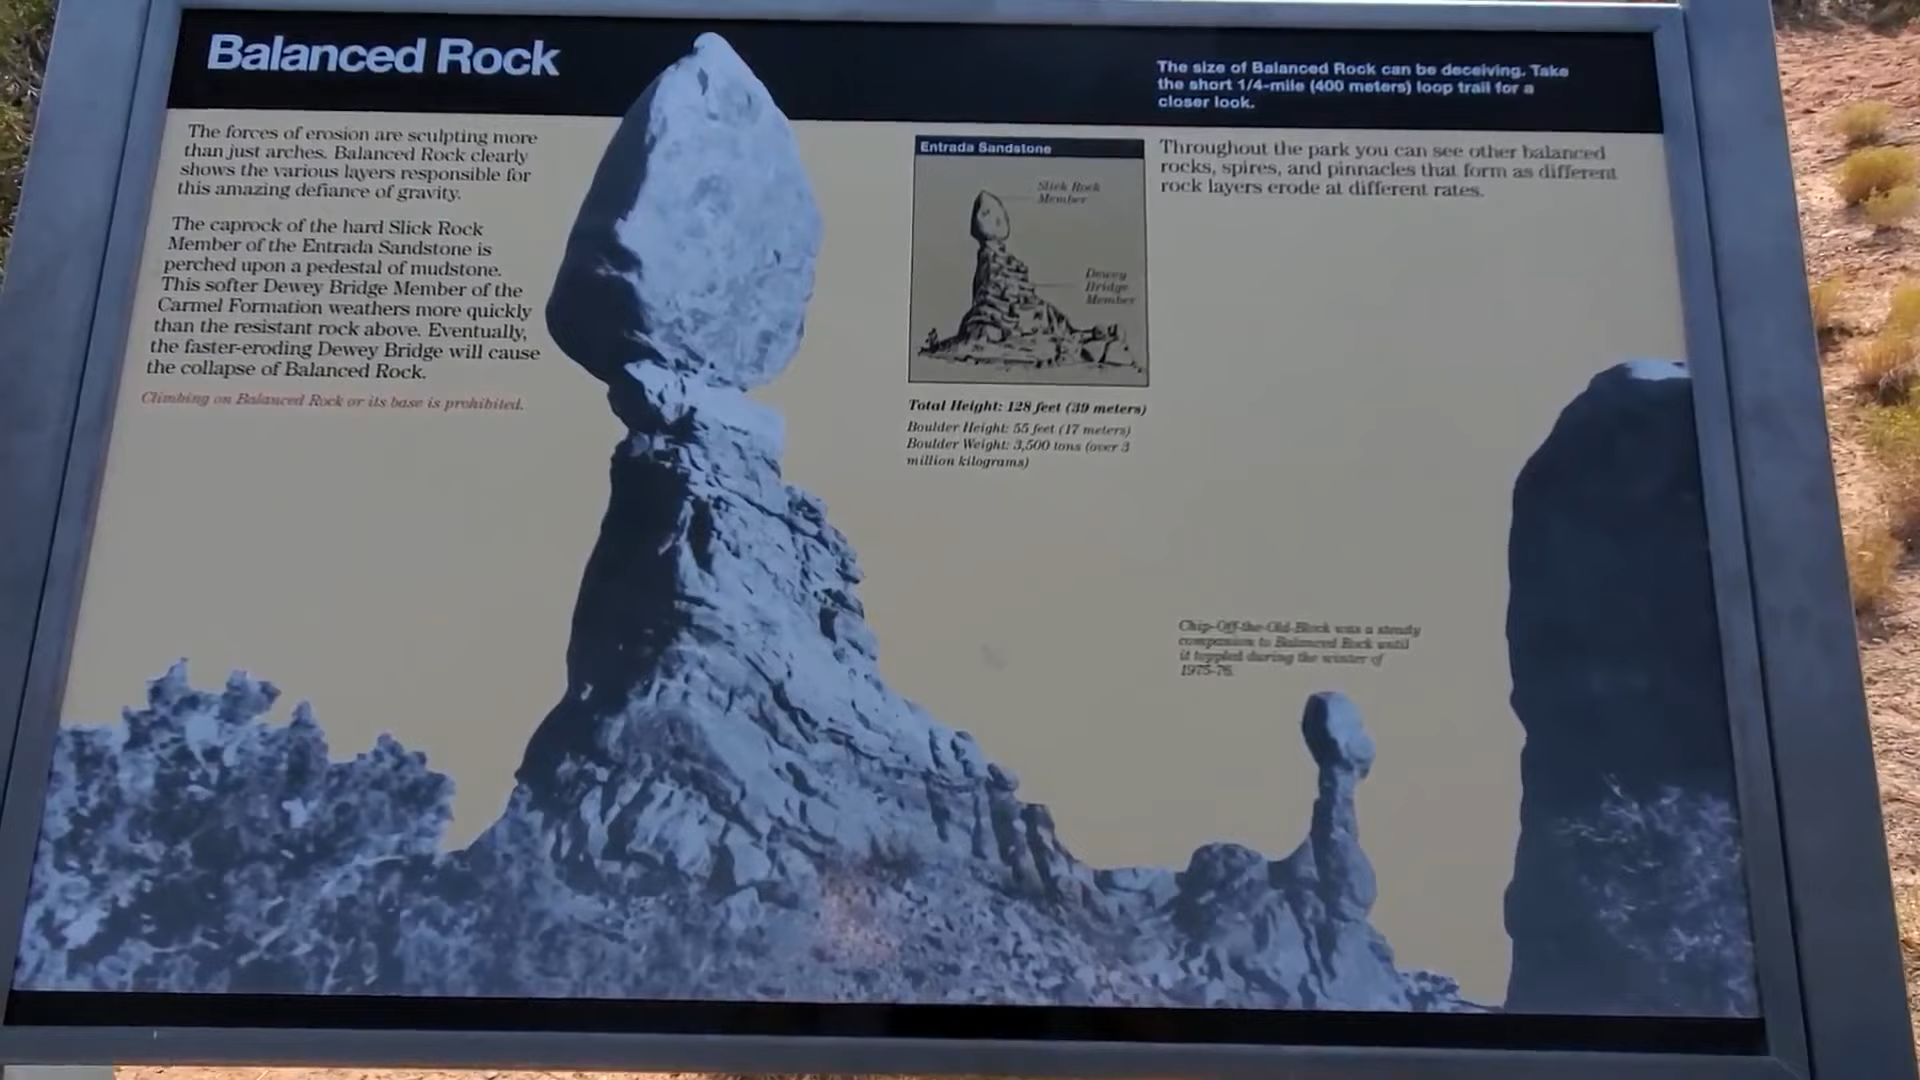 Balanced Rock
The size of Balanced Rock can be deceiving. Take
the short 1/4-mile (400 meters) loop trail for a
closer look.
The forces of erosion are sculpting more
than just arches. Balanced Rock clearly
shows the various layers responsible for
this amazing defiance of gravity.
The caprock of the hard Slick Rock
Member of the Entrada Sandstone is
perched upon a pedestal of mudstone.
This softer Dewey Bridge Member of the
Carmel Formation weathers more quickly
than the resistant rock above. Eventually,
the faster-eroding Dewey Bridge will cause
the collapse of Balanced Rock.
Climbing on Balanced Rock or its base is prohibited.
Entrada Sandstone
Slick Rock
Member
Dewey
Bridge
Member
Total Height: 128 feet (39 meters)
Boulder Height: 55 feet (17 meters)
Boulder Weight: 3,500 tons (over 3
million kilograms)
Throughout the park you can see other balanced
rocks, spires, and pinnacles that form as different
rock layers erode at different rates.
Chip-Off-the-Old-Block was a steady
companion to Balanced Rock until
it toppled during the winter of
1975-76.